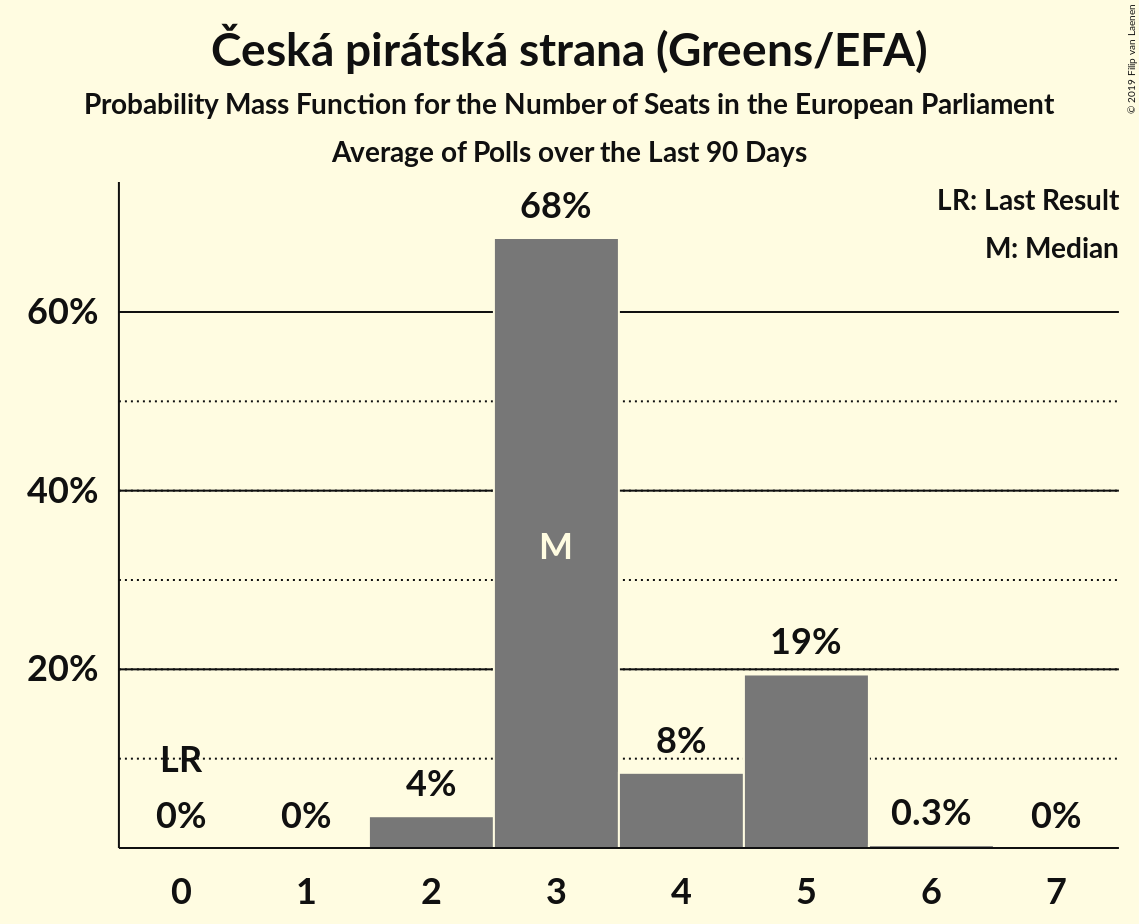 Česká pirátská strana (Greens/EFA)
Probability Mass Function for the Number of Seats in the European Parliament
Average of Polls over the Last 90 Days
© 2019 Filip van Laenen
LR: Last Result
M: Median
68%
60%
40%
M
19%
20%
8%
LR
4%
0%
0%
0.3%
0%
0 1 2 3 4 5 6 7